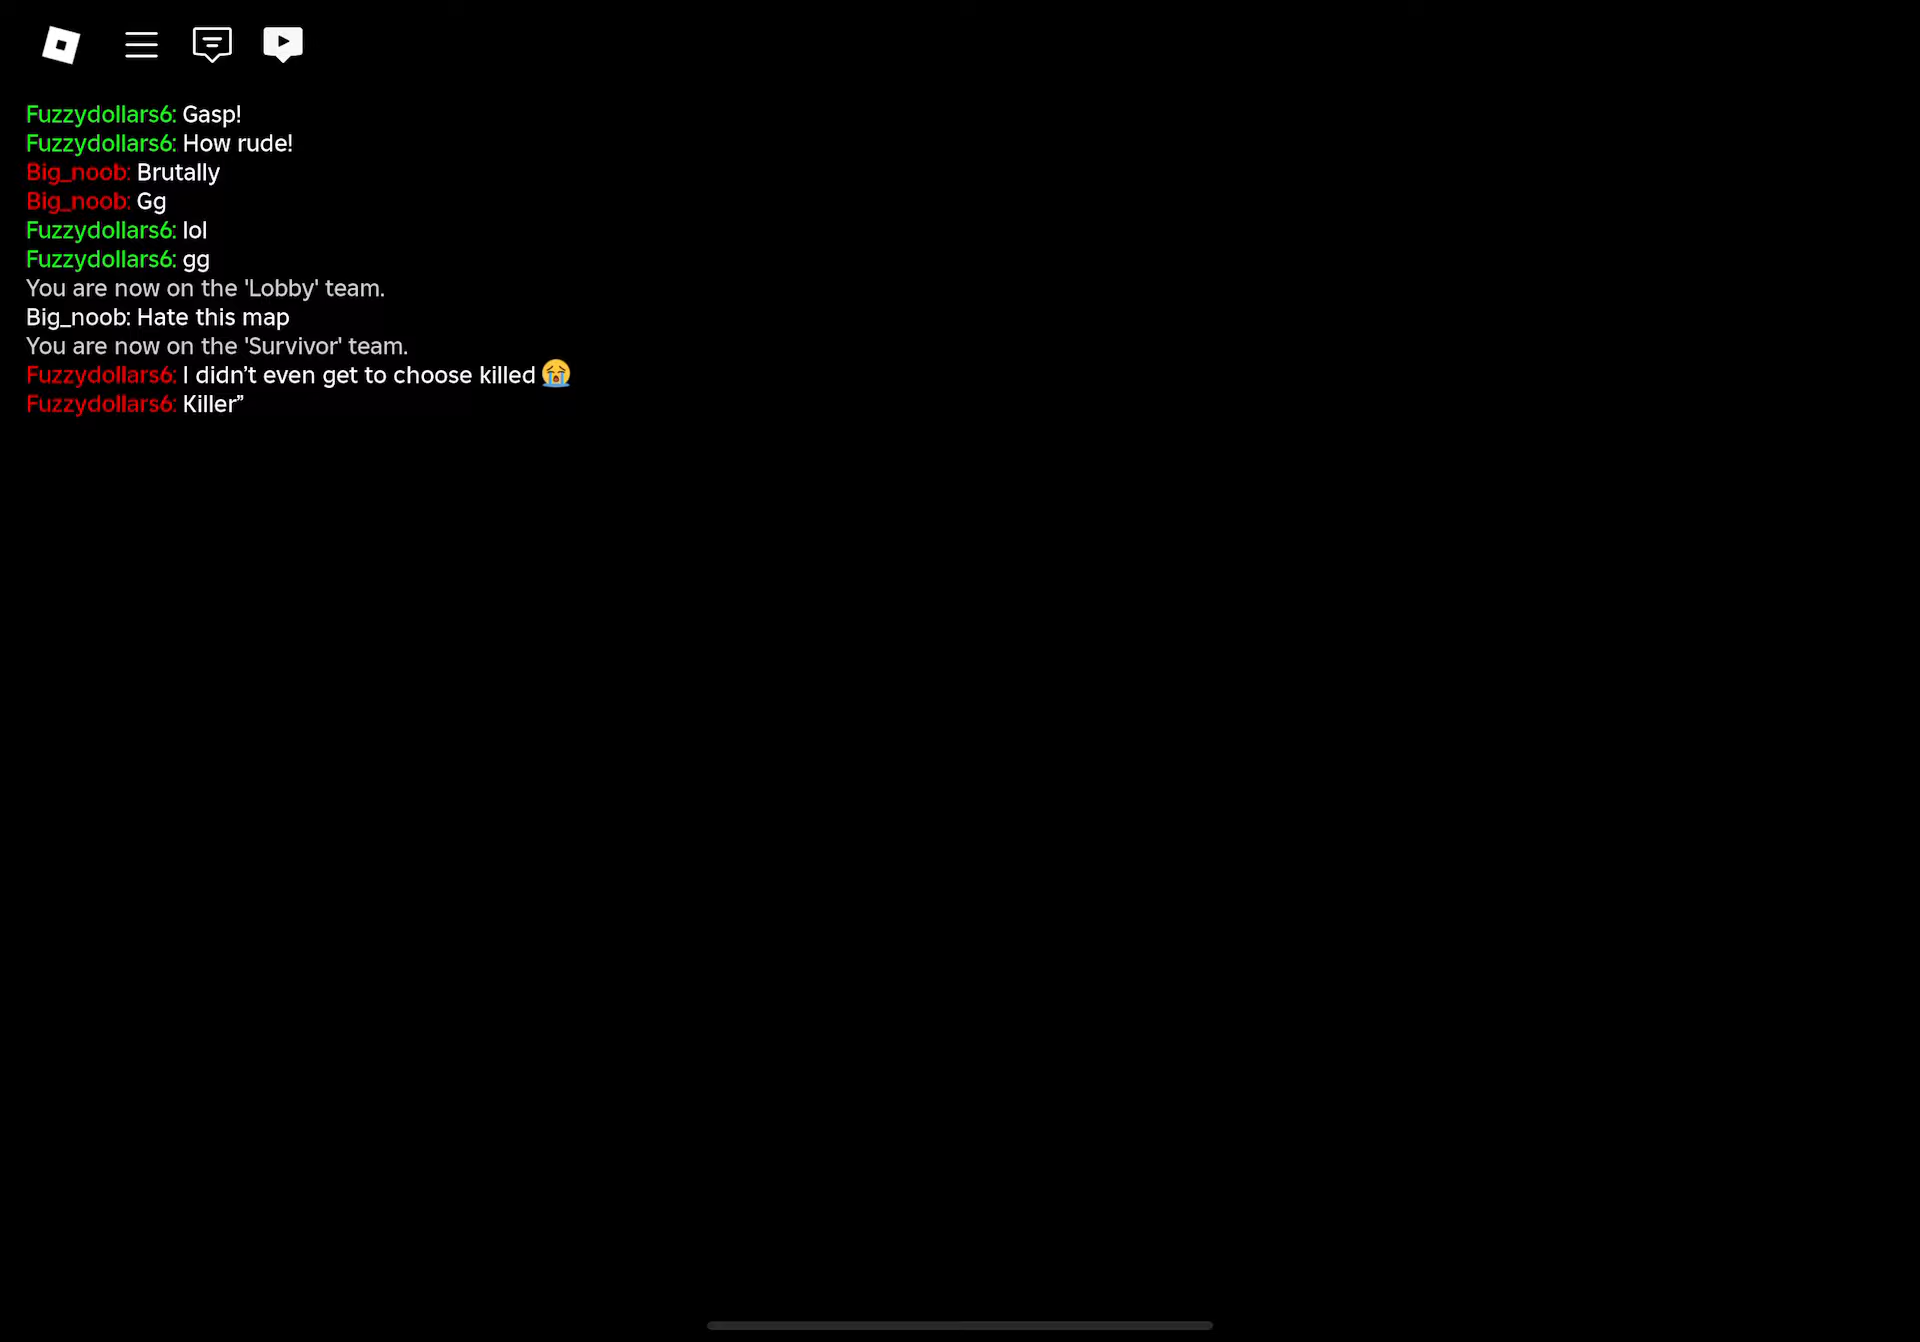 Fuzzydollars6: Gasp!
Fuzzydollars6: How rude!
Big_noob: Brutally
Big_noob: Gg
Fuzzydollars6: lol
Fuzzydollars6: gg
You are now on the 'Lobby' team.
Big_noob: Hate this map
You are now on the 'Survivor' team.
Fuzzydollars6: I didn’t even get to choose killed 😭
Fuzzydollars6: Killer”